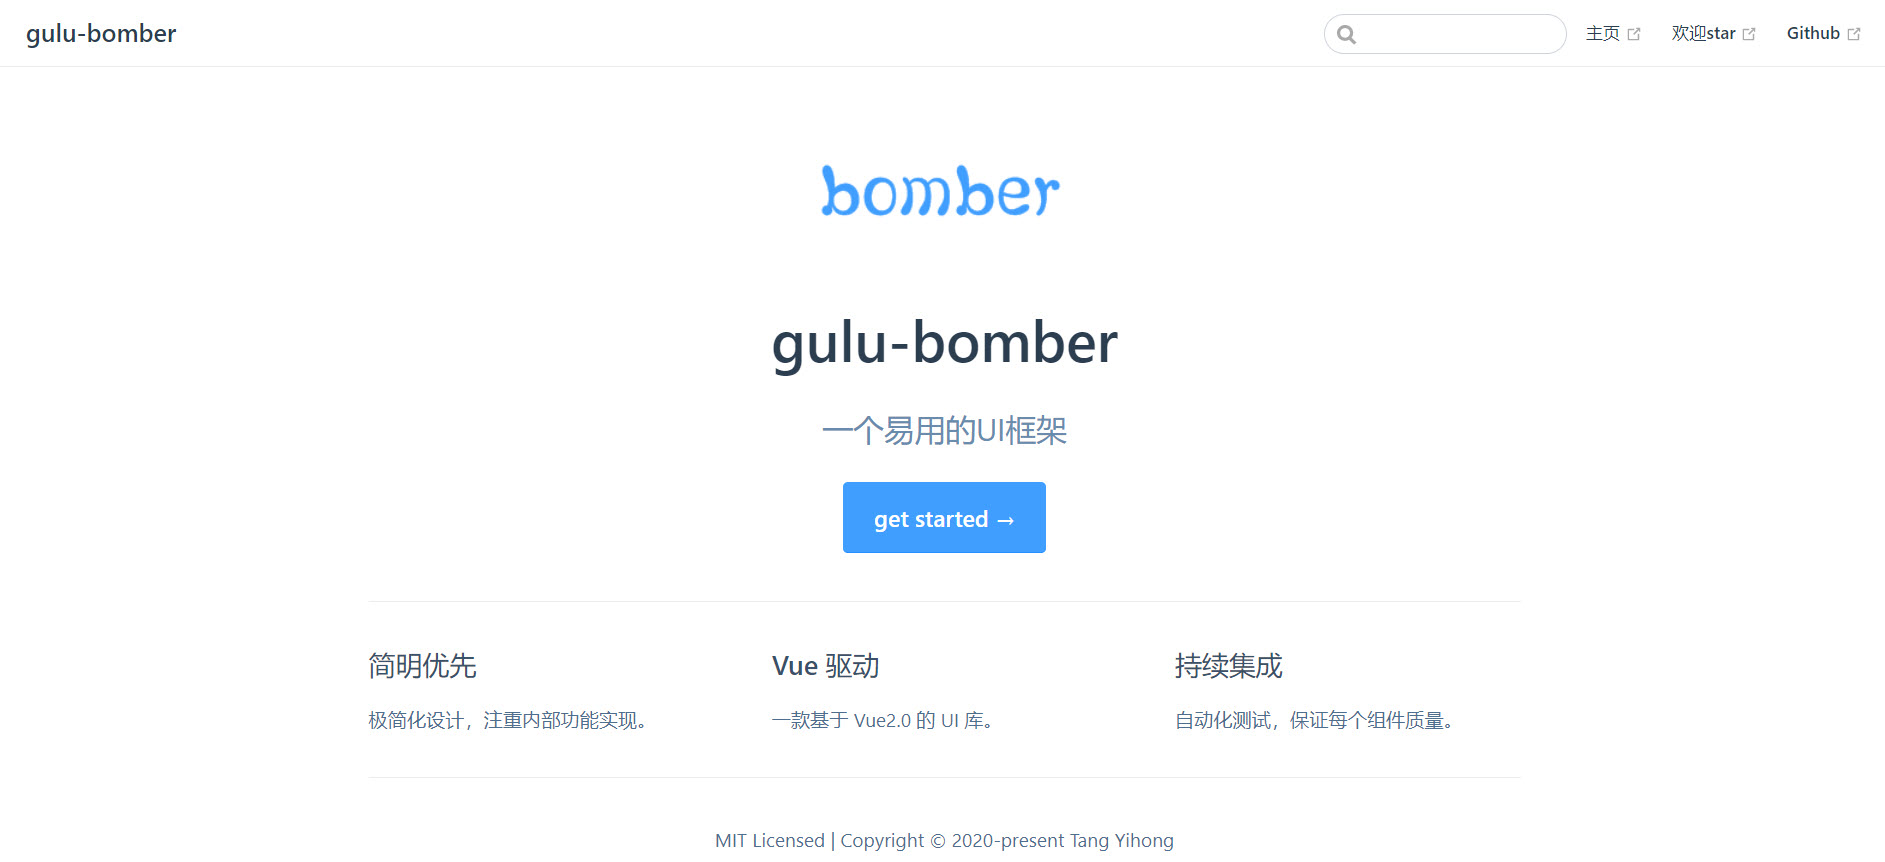 gulu-bomber
主页
欢迎star
Github
bomber
gulu-bomber
一个易用的UI框架
get started →
简明优先
极简化设计，注重内部功能实现。
Vue 驱动
一款基于 Vue2.0 的 UI 库。
持续集成
自动化测试，保证每个组件质量。
MIT Licensed | Copyright © 2020-present Tang Yihong